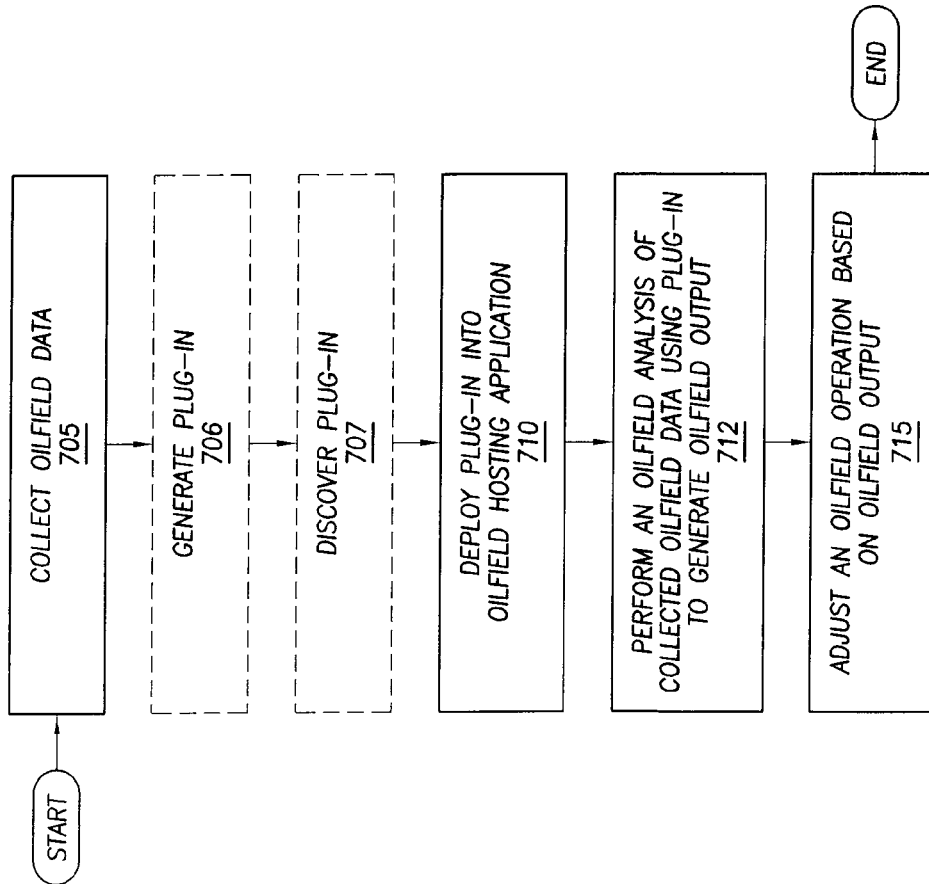 START
COLLECT OILFIELD DATA
705
GENERATE PLUG-IN
706
DISCOVER PLUG-IN
707
DEPLOY PLUG-IN INTO
OILFIELD HOSTING APPLICATION
710
PERFORM AN OILFIELD ANALYSIS OF
COLLECTED OILFIELD DATA USING PLUG-IN
TO GENERATE OILFIELD OUTPUT
712
ADJUST AN OILFIELD OPERATION BASED
ON OILFIELD OUTPUT
715
END